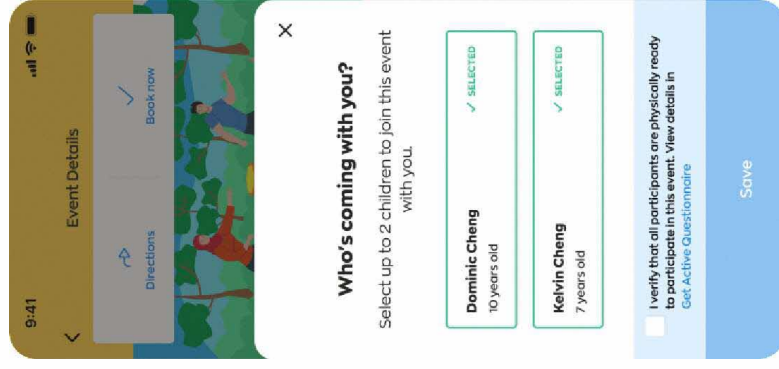 9:41
Event Details
Directions
Book now
Who's coming with you?
Select up to 2 children to join this event
with you.
Dominic Cheng
10 years old
✓ SELECTED
Kelvin Cheng
7 years old
✓ SELECTED
I verify that all participants are physically ready
to participate in this event. View details in
Get Active Questionnaire
Save